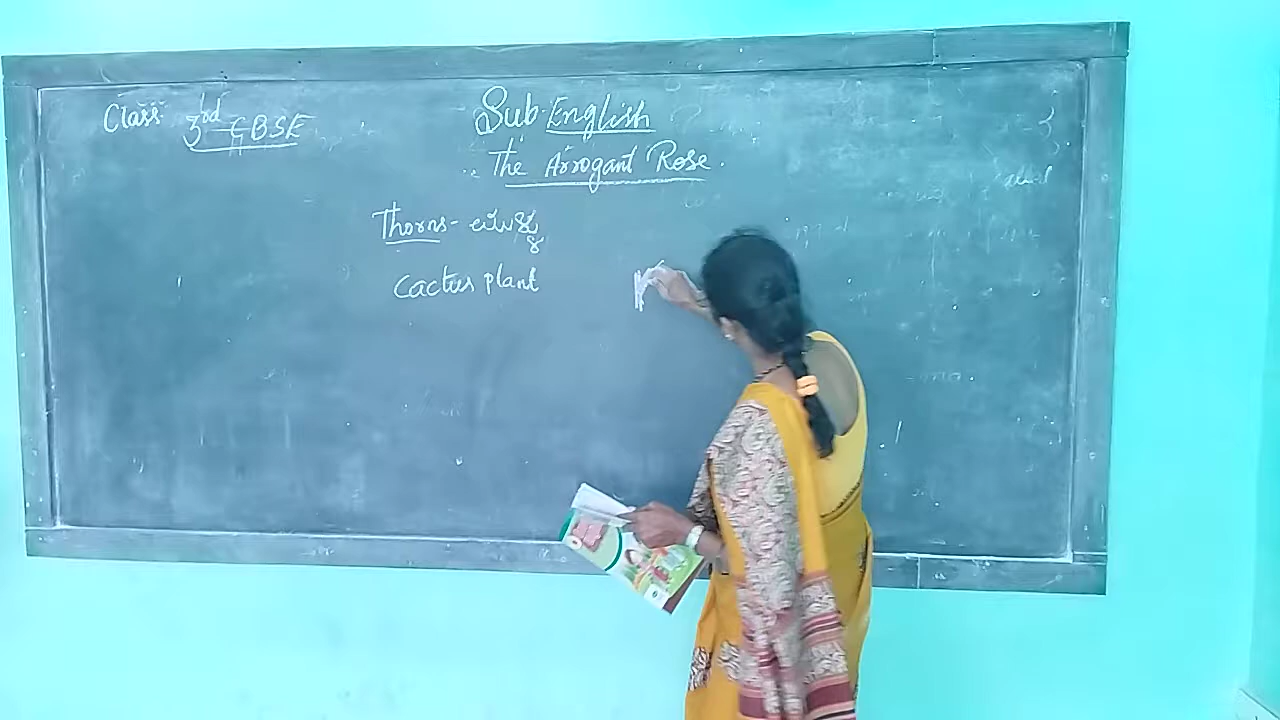 Class 3rd CBSE
Sub-English
The Arrogant Rose.
Thorns-
Cactus plant